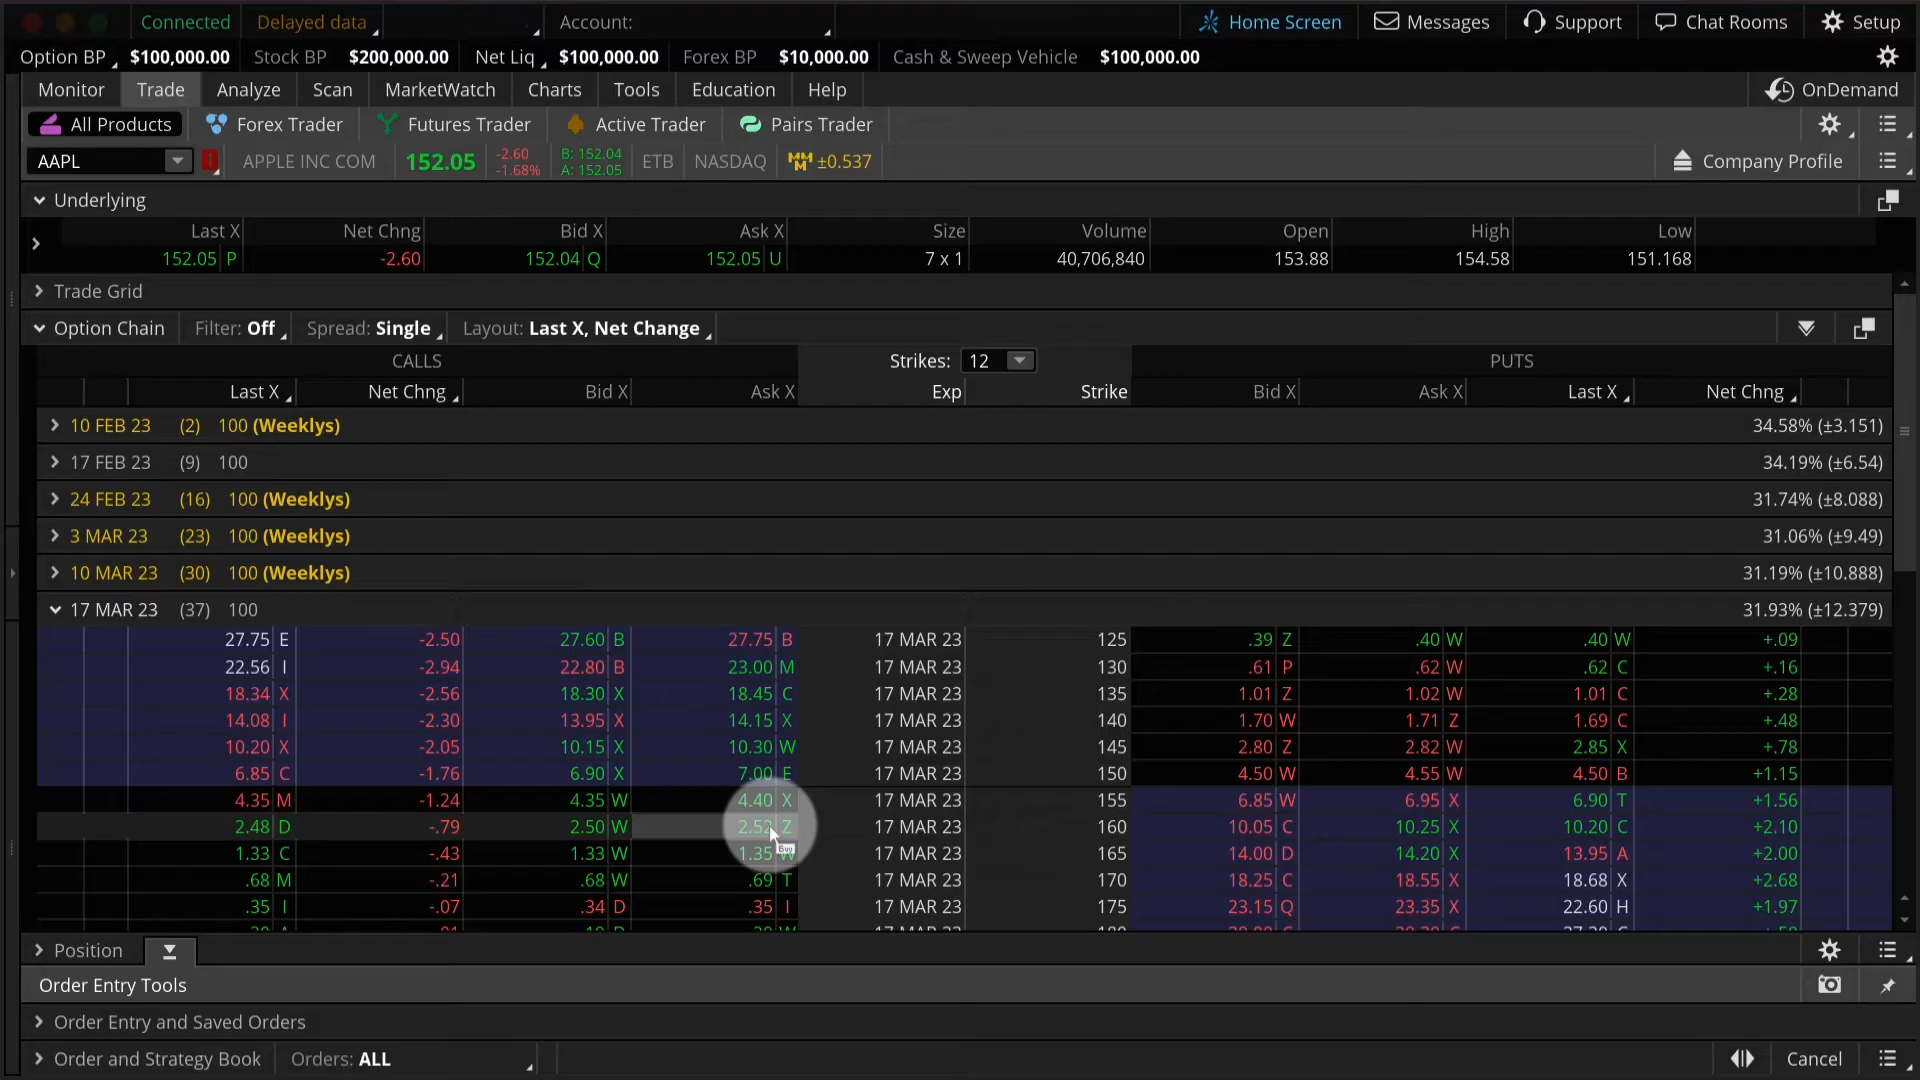 Connected Delayed data Account: Home Screen Messages Support Chat Rooms Setup
Option BP $100,000.00 Stock BP $200,000.00 Net Liq $100,000.00 Forex BP $10,000.00 Cash & Sweep Vehicle $100,000.00
Monitor Trade Analyze Scan MarketWatch Charts Tools Education Help OnDemand
All Products Forex Trader Futures Trader Active Trader Pairs Trader
AAPL APPLE INC COM 152.05 -2.60 -1.68% B: 152.04 A: 152.05 ETB NASDAQ ±0.537 Company Profile
Underlying
Last X Net Chng Bid X Ask X Size Volume Open High Low
152.05 P -2.60 152.04 Q 152.05 U 7 x 1 40,706,840 153.88 154.58 151.168
Trade Grid
Option Chain Filter: Off Spread: Single Layout: Last X, Net Change
CALLS Strikes: 12 PUTS
Last X Net Chng Bid X Ask X Exp Strike Bid X Ask X Last X Net Chng
10 FEB 23 (2) 100 (Weeklys) 34.58% (±3.151)
17 FEB 23 (9) 100 34.19% (±6.54)
24 FEB 23 (16) 100 (Weeklys) 31.74% (±8.088)
3 MAR 23 (23) 100 (Weeklys) 31.06% (±9.49)
10 MAR 23 (30) 100 (Weeklys) 31.19% (±10.888)
17 MAR 23 (37) 100 31.93% (±12.379)
27.75 E -2.50 27.60 B 27.75 B 17 MAR 23 125 .39 Z .40 W .40 W +.09
22.56 I -2.94 22.80 B 23.00 M 17 MAR 23 130 .61 P .62 W .62 C +.16
18.34 X -2.56 18.30 X 18.45 C 17 MAR 23 135 1.01 Z 1.02 W 1.01 C +.28
14.08 I -2.30 13.95 X 14.15 X 17 MAR 23 140 1.70 W 1.71 Z 1.69 C +.48
10.20 X -2.05 10.15 X 10.30 W 17 MAR 23 145 2.80 Z 2.82 W 2.85 X +.78
6.85 C -1.76 6.90 X 7.00 E 17 MAR 23 150 4.50 W 4.55 W 4.50 B +1.15
4.35 M -1.24 4.35 W 4.40 X 17 MAR 23 155 6.85 W 6.95 X 6.90 T +1.56
2.48 D -.79 2.50 W 2.52 Z 17 MAR 23 160 10.05 C 10.25 X 10.20 C +2.10
Buy
1.33 C -.43 1.33 W 1.35 W 17 MAR 23 165 14.00 D 14.20 X 13.95 A +2.00
.68 M -.21 .68 W .69 T 17 MAR 23 170 18.25 C 18.55 X 18.68 X +2.68
.35 I -.07 .34 D .35 I 17 MAR 23 175 23.15 Q 23.35 X 22.60 H +1.97
Position
Order Entry Tools
Order Entry and Saved Orders
Order and Strategy Book Orders: ALL Cancel